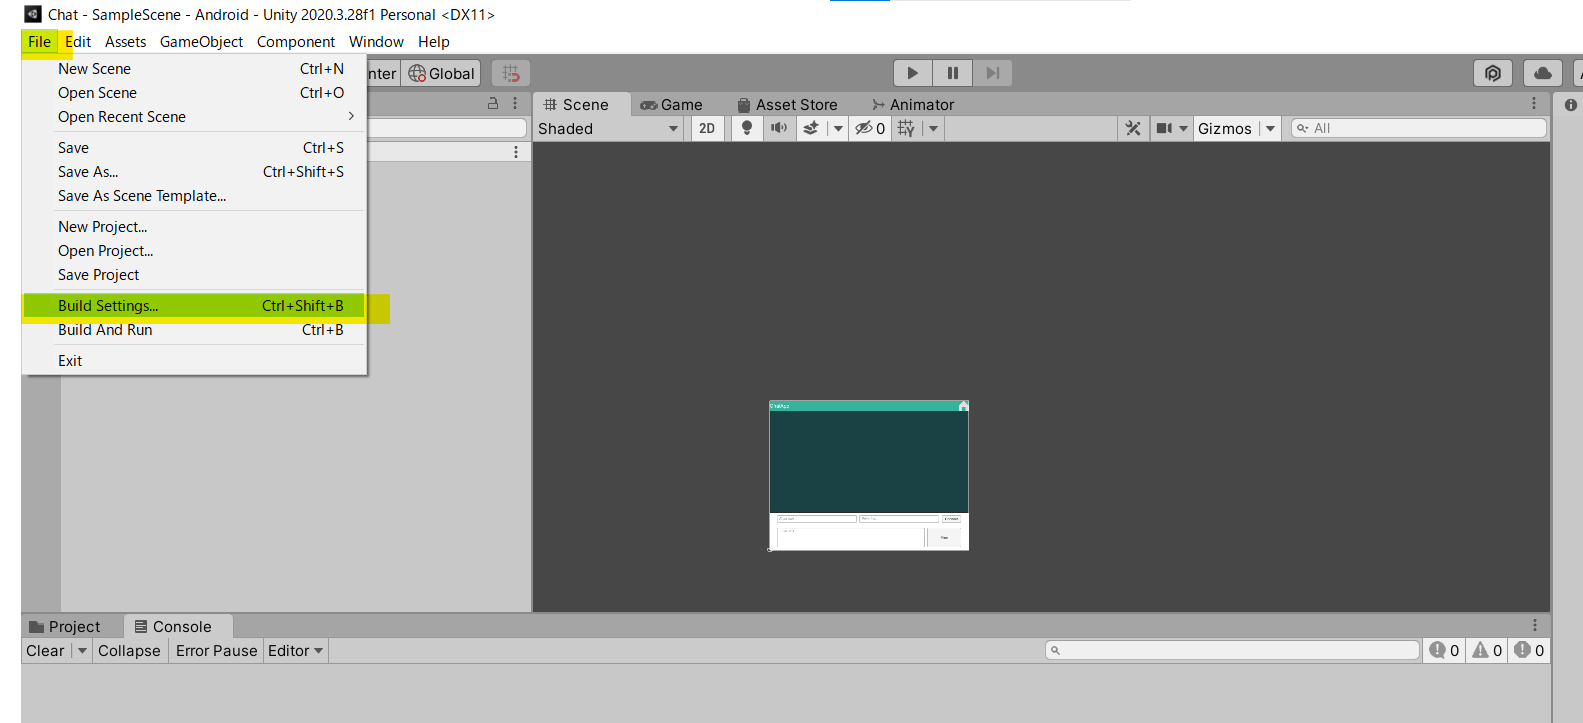 Chat - SampleScene - Android - Unity 2020.3.28f1 Personal <DX11>
File Edit Assets GameObject Component Window Help
New Scene Ctrl+N
Open Scene Ctrl+O
Open Recent Scene
Save Ctrl+S
Save As... Ctrl+Shift+S
Save As Scene Template...
New Project...
Open Project...
Save Project
Build Settings... Ctrl+Shift+B
Build And Run Ctrl+B
Exit
nter Global
Scene Game Asset Store Animator
Shaded 2D 0 Gizmos All
ChatApp
Project Console
Clear Collapse Error Pause Editor 0 0 0